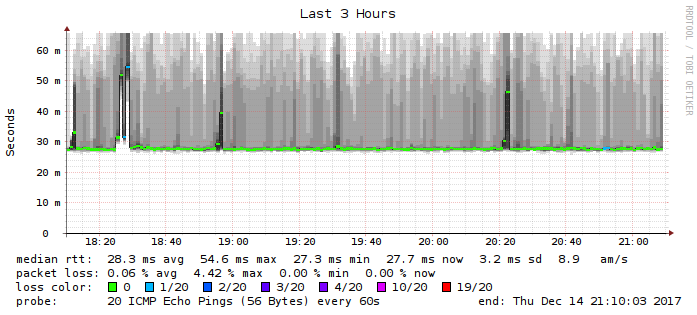 Last 3 Hours
RRDTOOL / TOBI OETIKER
Seconds
60 m
50 m
40 m
30 m
20 m
10 m
0
18:20 18:40 19:00 19:20 19:40 20:00 20:20 20:40 21:00
median rtt: 28.3 ms avg 54.6 ms max 27.3 ms min 27.7 ms now 3.2 ms sd 8.9 am/s
packet loss: 0.06 % avg 4.42 % max 0.00 % min 0.00 % now
loss color: 0 1/20 2/20 3/20 4/20 10/20 19/20
probe: 20 ICMP Echo Pings (56 Bytes) every 60s end: Thu Dec 14 21:10:03 2017